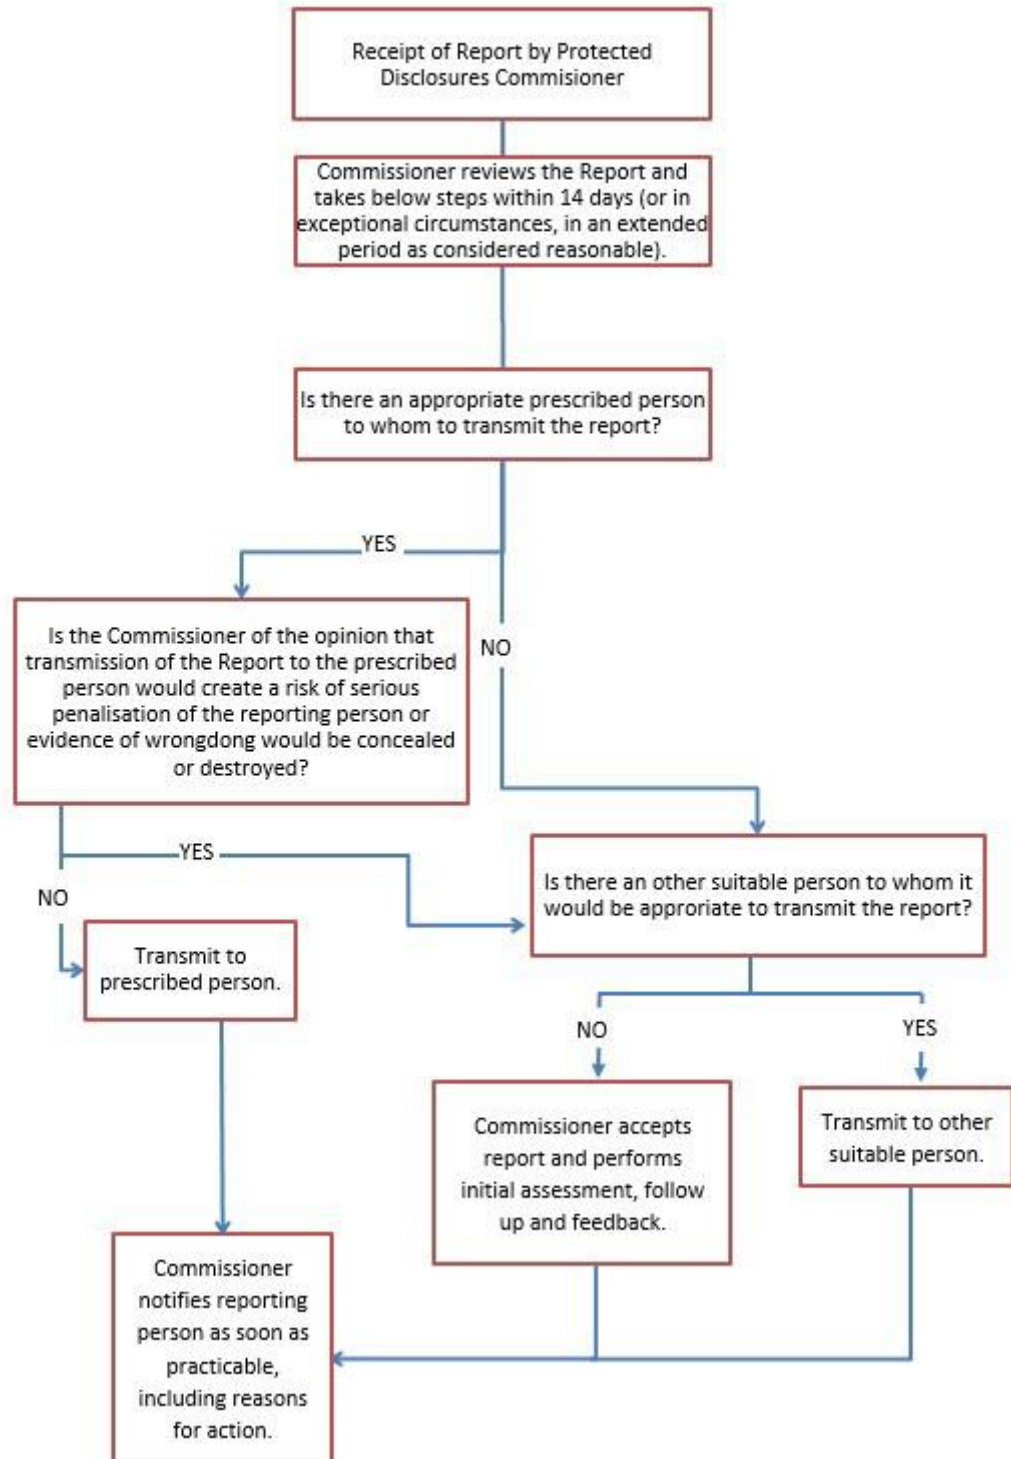 Receipt of Report by Protected
Disclosures Commisioner
Commissioner reviews the Report and
takes below steps within 14 days (or in
exceptional circumstances, in an extended
period as considered reasonable).
Is there an appropriate prescribed person
to whom to transmit the report?
YES
NO
Is the Commissioner of the opinion that
transmission of the Report to the prescribed
person would create a risk of serious
penalisation of the reporting person or
evidence of wrongdong would be concealed
or destroyed?
YES
NO
Is there an other suitable person to whom it
would be approriate to transmit the report?
Transmit to
prescribed person.
NO
YES
Commissioner accepts
report and performs
initial assessment, follow
up and feedback.
Transmit to other
suitable person.
Commissioner
notifies reporting
person as soon as
practicable,
including reasons
for action.